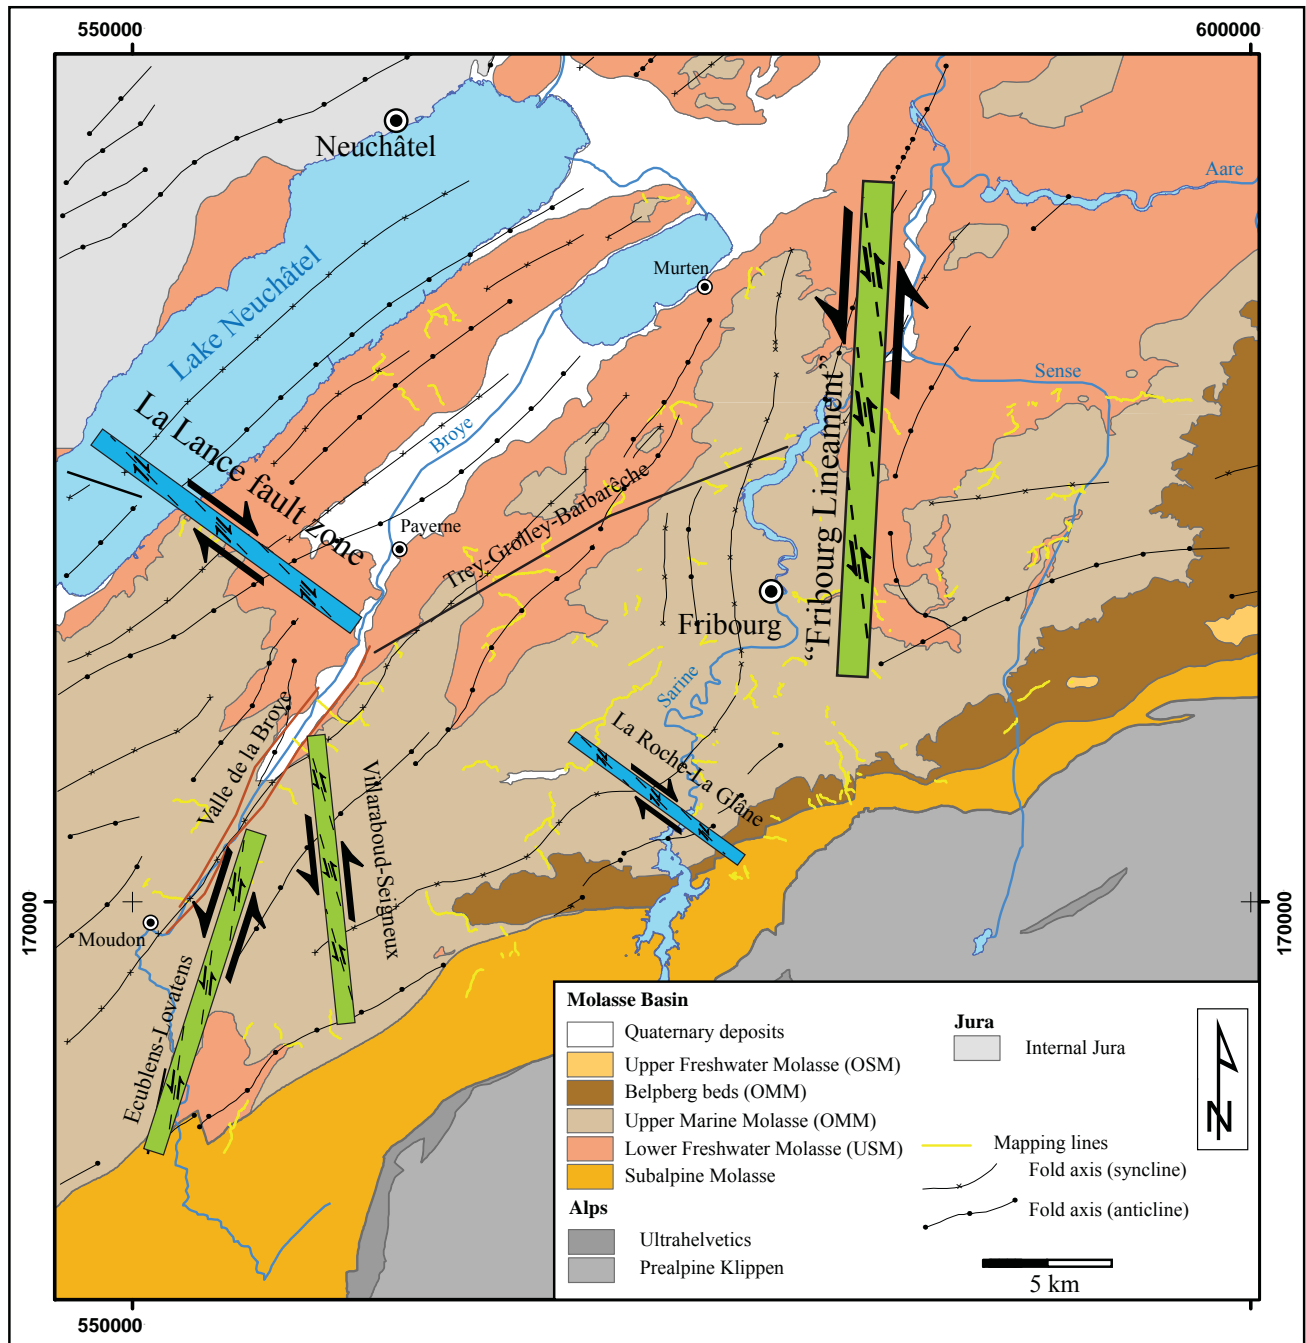 550000
600000
Neuchâtel
Aare
Lake Neuchâtel
Murten
Sense
La Lance fault zone
Broye
Payerne
Trey-Grolley-Barbarêche
,,Fribourg Lineament”
Fribourg
Sarine
Valle de la Broye
La Roche-La Glâne
Villaraboud-Seigneux
170000
170000
Moudon
Ecublens-Lovatens
Molasse Basin
Quaternary deposits
Upper Freshwater Molasse (OSM)
Belpberg beds (OMM)
Upper Marine Molasse (OMM)
Lower Freshwater Molasse (USM)
Subalpine Molasse
Alps
Ultrahelvetics
Prealpine Klippen
Jura
Internal Jura
Mapping lines
Fold axis (syncline)
Fold axis (anticline)
5 km
N
550000